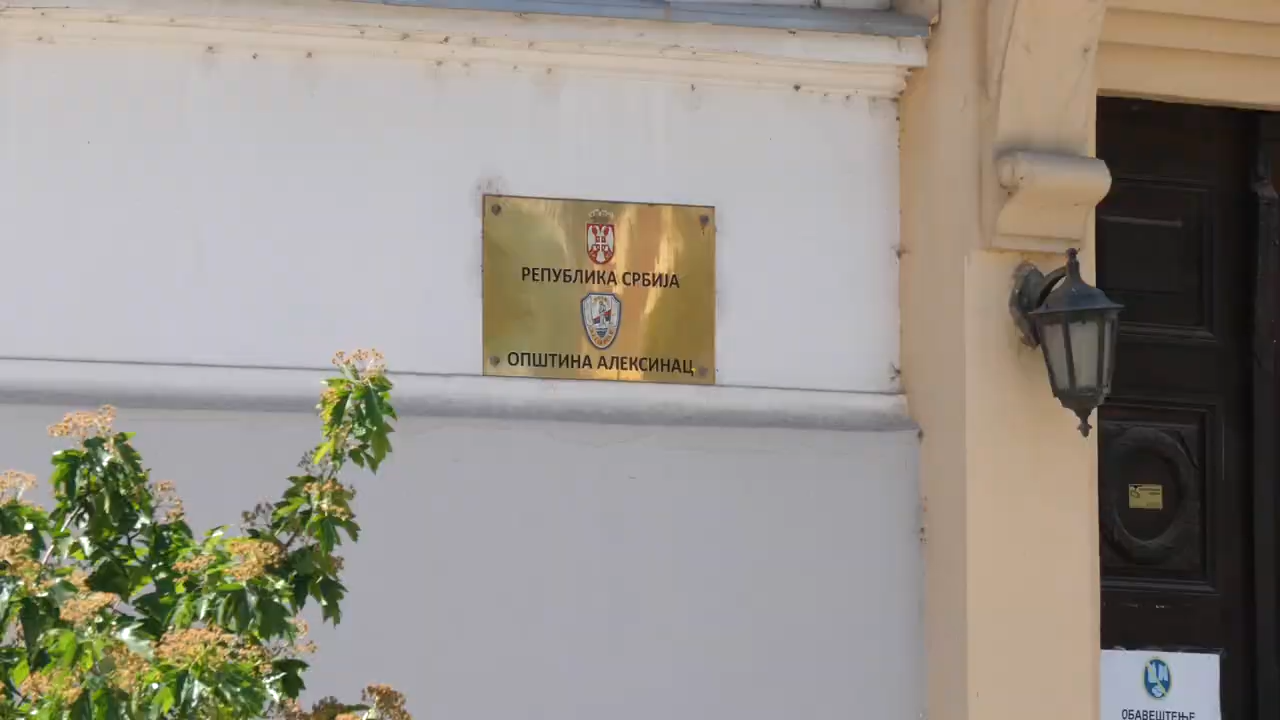 РЕПУБЛИКА СРБИЈА
ОПШТИНА АЛЕКСИНАЦ
ОБАВЕШТЕЊЕ